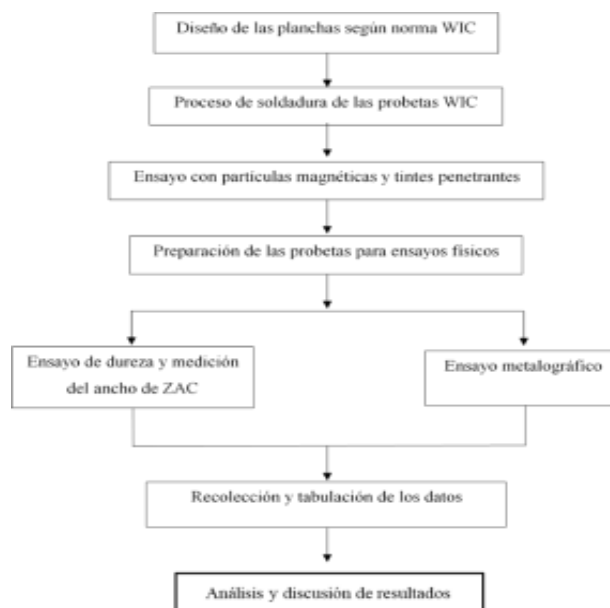 Diseño de las planchas según norma WIC
Proceso de soldadura de las probetas WIC
Ensayo con partículas magnéticas y tintes penetrantes
Preparación de las probetas para ensayos físicos
Ensayo de dureza y medición
del ancho de ZAC
Ensayo metalográfico
Recolección y tabulación de los datos
Análisis y discusión de resultados